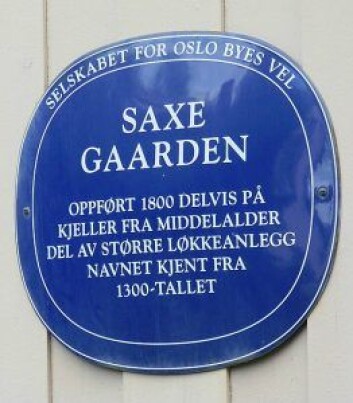 SELSKABET FOR OSLO BYES VEL
SAXE
GAARDEN
OPPFØRT 1800 DELVIS PÅ
KJELLER FRA MIDDELALDER
DEL AV STØRRE LØKKEANLEGG
NAVNET KJENT FRA
1300-TALLET